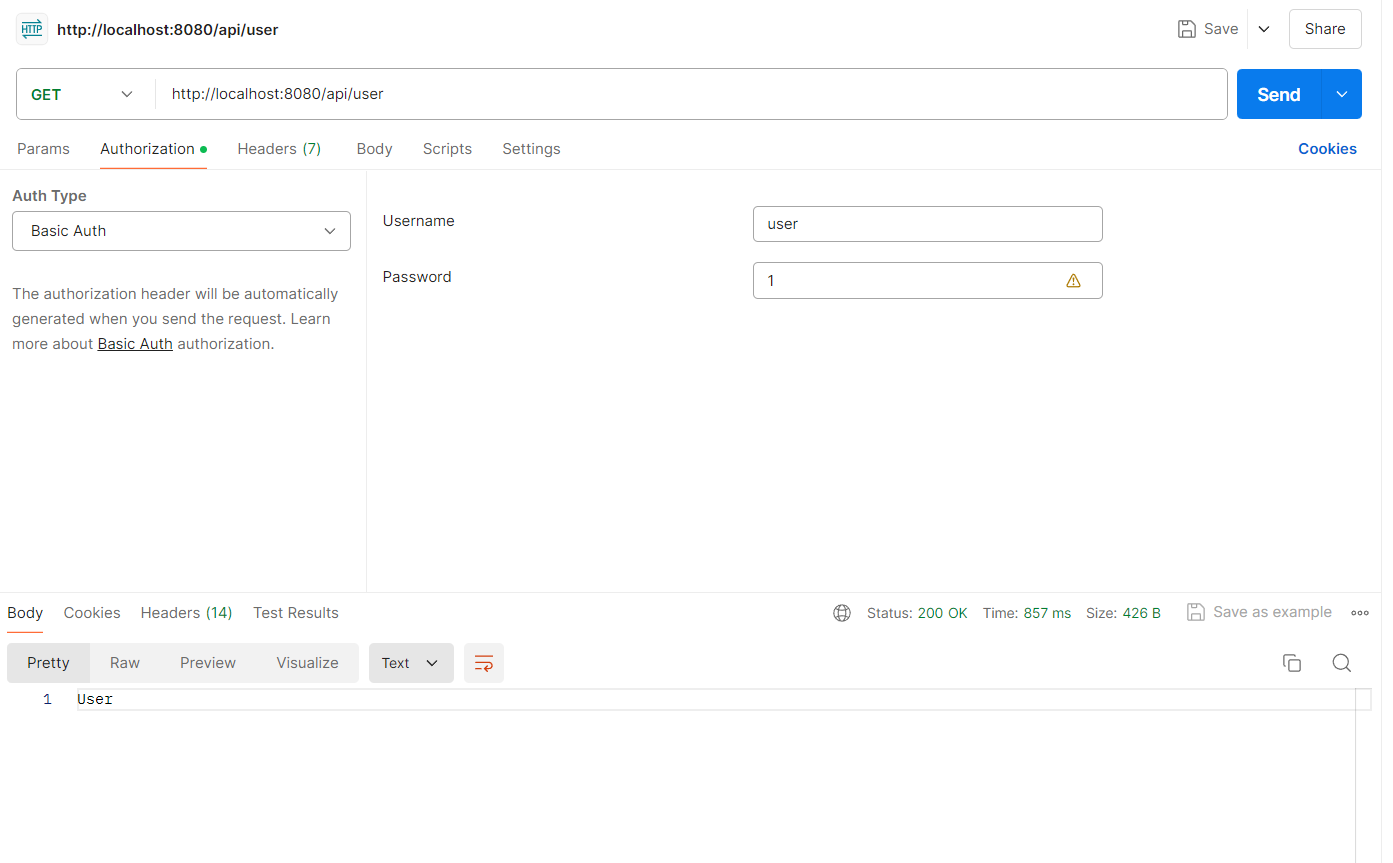 HTTP http://localhost:8080/api/user Save Share
GET http://localhost:8080/api/user Send
Params Authorization Headers (7) Body Scripts Settings Cookies
Auth Type
Basic Auth
The authorization header will be automatically
generated when you send the request. Learn
more about Basic Auth authorization.
Username user
Password 1
Body Cookies Headers (14) Test Results Status: 200 OK Time: 857 ms Size: 426 B Save as example
Pretty Raw Preview Visualize Text
1 User